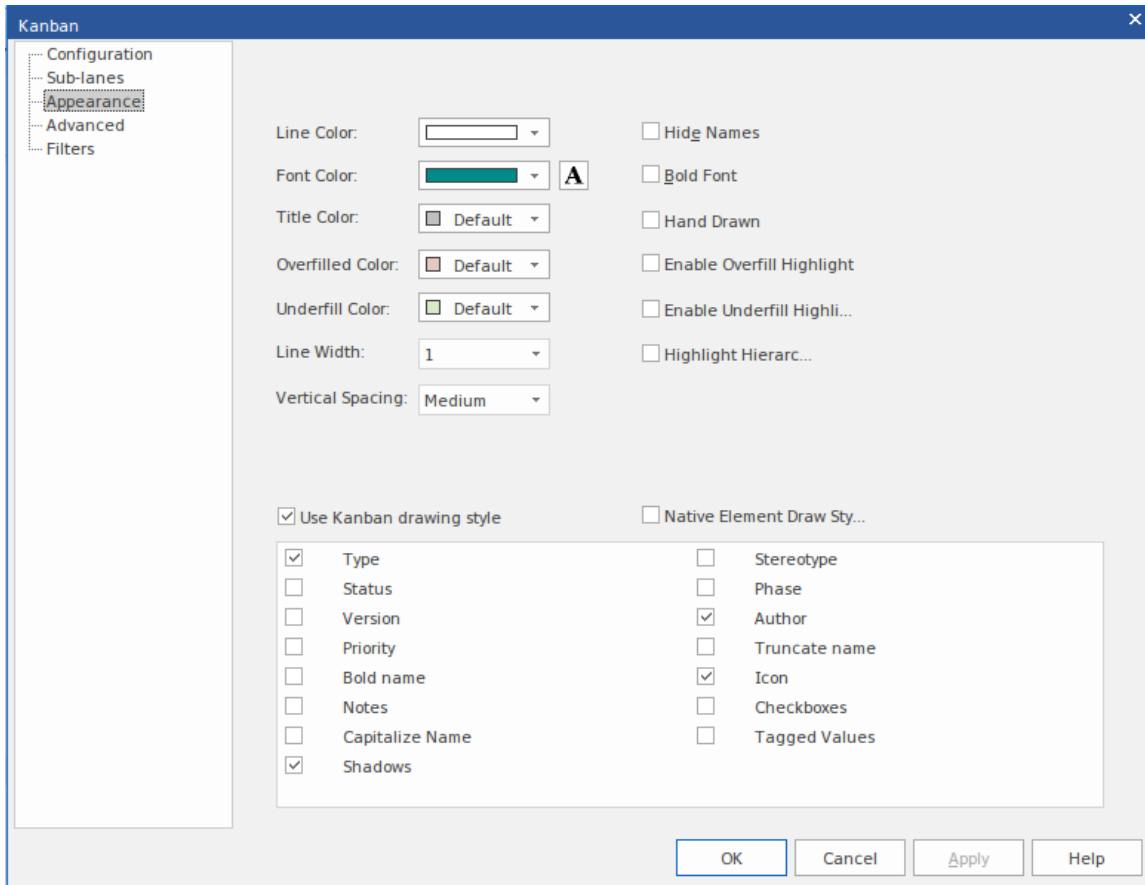 Kanban
Configuration
Sub-lanes
Appearance
Advanced
Filters
Line Color:
Hide Names
Font Color:
A
Bold Font
Title Color:
Default
Hand Drawn
Overfilled Color:
Default
Enable Overfill Highlight
Underfill Color:
Default
Enable Underfill Highli...
Line Width:
1
Highlight Hierarc...
Vertical Spacing:
Medium
Use Kanban drawing style
Native Element Draw Sty...
Type
Stereotype
Status
Phase
Version
Author
Priority
Truncate name
Bold name
Icon
Notes
Checkboxes
Capitalize Name
Tagged Values
Shadows
OK
Cancel
Apply
Help